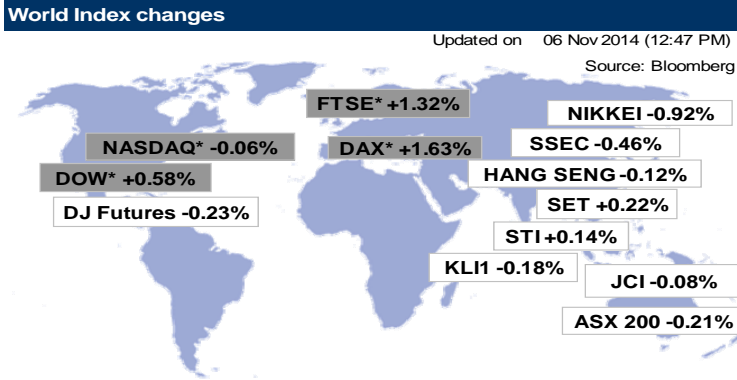 World Index changes
Updated on 06 Nov 2014 (12:47 PM)
Source: Bloomberg
FTSE* +1.32%
NIKKEI -0.92%
NASDAQ* -0.06%
DAX* +1.63%
SSEC -0.46%
DOW* +0.58%
HANG SENG -0.12%
DJ Futures -0.23%
SET +0.22%
STI +0.14%
KLI1 -0.18%
JCI -0.08%
ASX 200 -0.21%